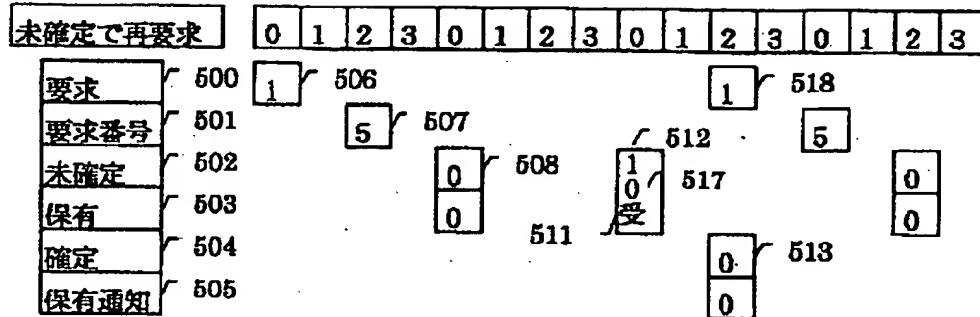 未確定で再要求 0 1 2 3 0 1 2 3 0 1 2 3 0 1 2 3
要求 500 1 506 1 518
要求番号 501 5 507 512 5
未確定 502 0 508 1 0 517 0
保有 503 0 511 受 0
確定 504 0 513
保有通知 505 0